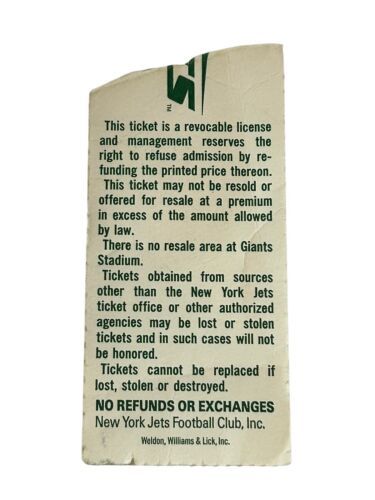 TM
This ticket is a revocable license
and management reserves the
right to refuse admission by re-
funding the printed price thereon.
This ticket may not be resold or
offered for resale at a premium
in excess of the amount allowed
by law.
There is no resale area at Giants
Stadium.
Tickets obtained from sources
other than the New York Jets
ticket office or other authorized
agencies may be lost or stolen
tickets and in such cases will not
be honored.
Tickets cannot be replaced if
lost, stolen or destroyed.
NO REFUNDS OR EXCHANGES
New York Jets Football Club, Inc.
Weldon, Williams & Lick, Inc.